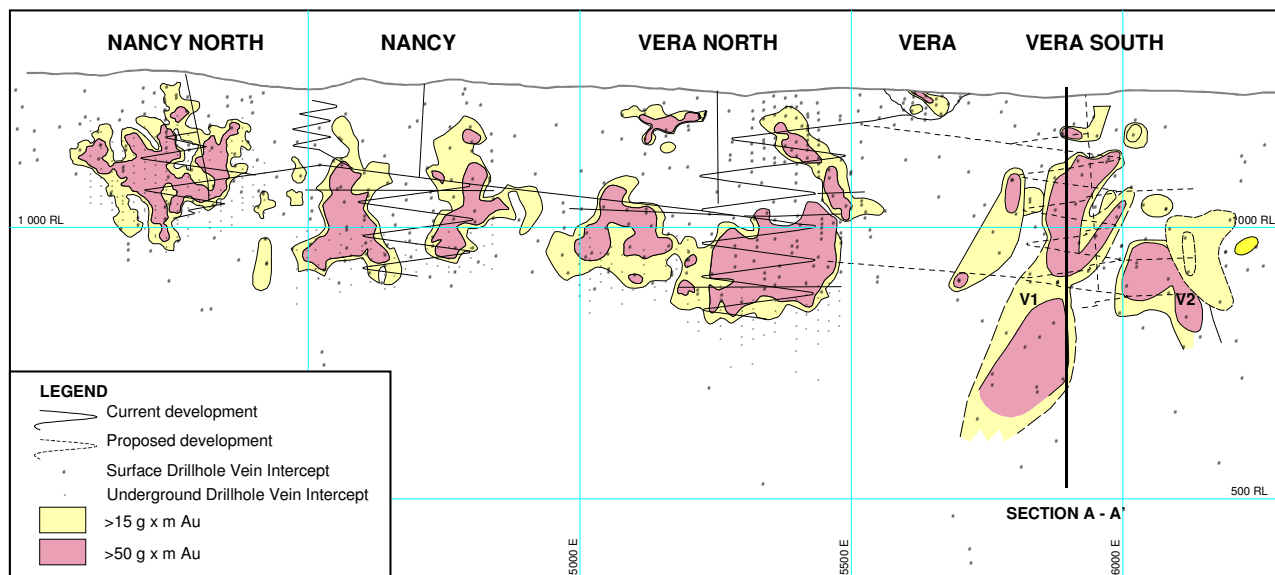 NANCY NORTH
NANCY
VERA NORTH
VERA
VERA SOUTH
1 000 RL
1000 RL
V1
V2
500 RL
SECTION A - A'
5000 E
5500 E
6000 E
LEGEND
Current development
Proposed development
Surface Drillhole Vein Intercept
Underground Drillhole Vein Intercept
>15 g x m Au
>50 g x m Au